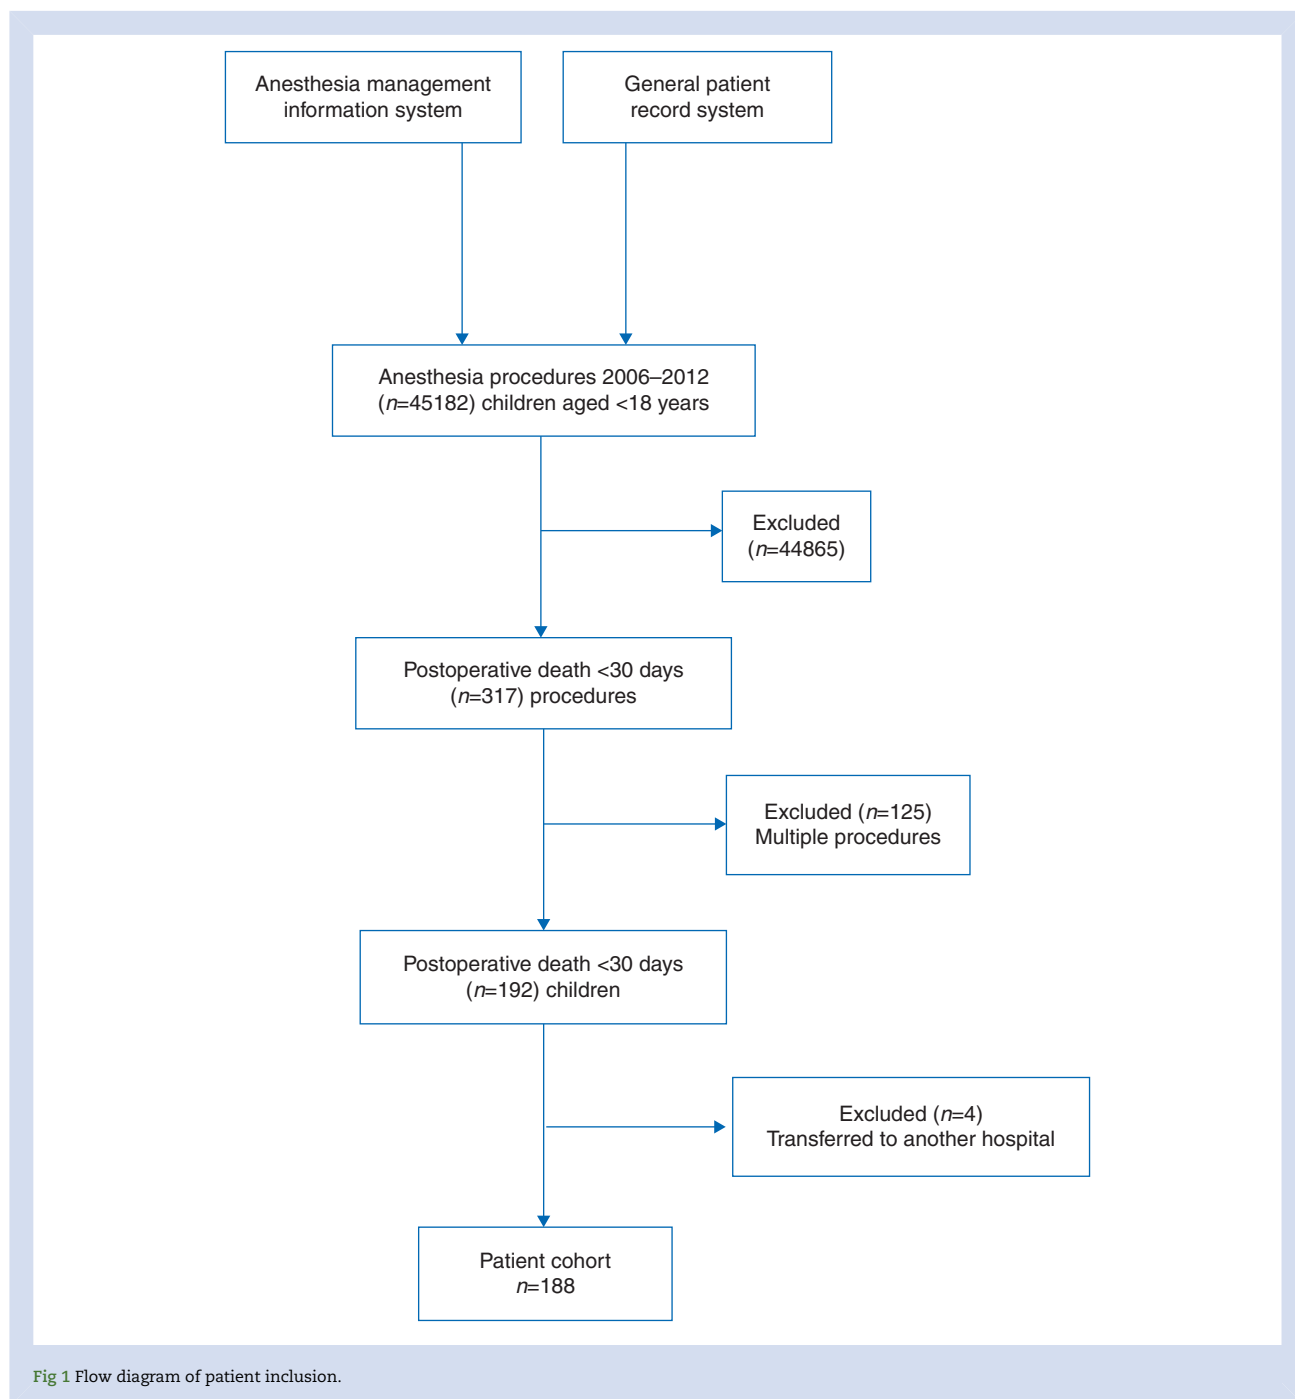 Anesthesia management
information system
General patient
record system
Anesthesia procedures 2006–2012
(n=45182) children aged <18 years
Excluded
(n=44865)
Postoperative death <30 days
(n=317) procedures
Excluded (n=125)
Multiple procedures
Postoperative death <30 days
(n=192) children
Excluded (n=4)
Transferred to another hospital
Patient cohort
n=188
Fig 1 Flow diagram of patient inclusion.